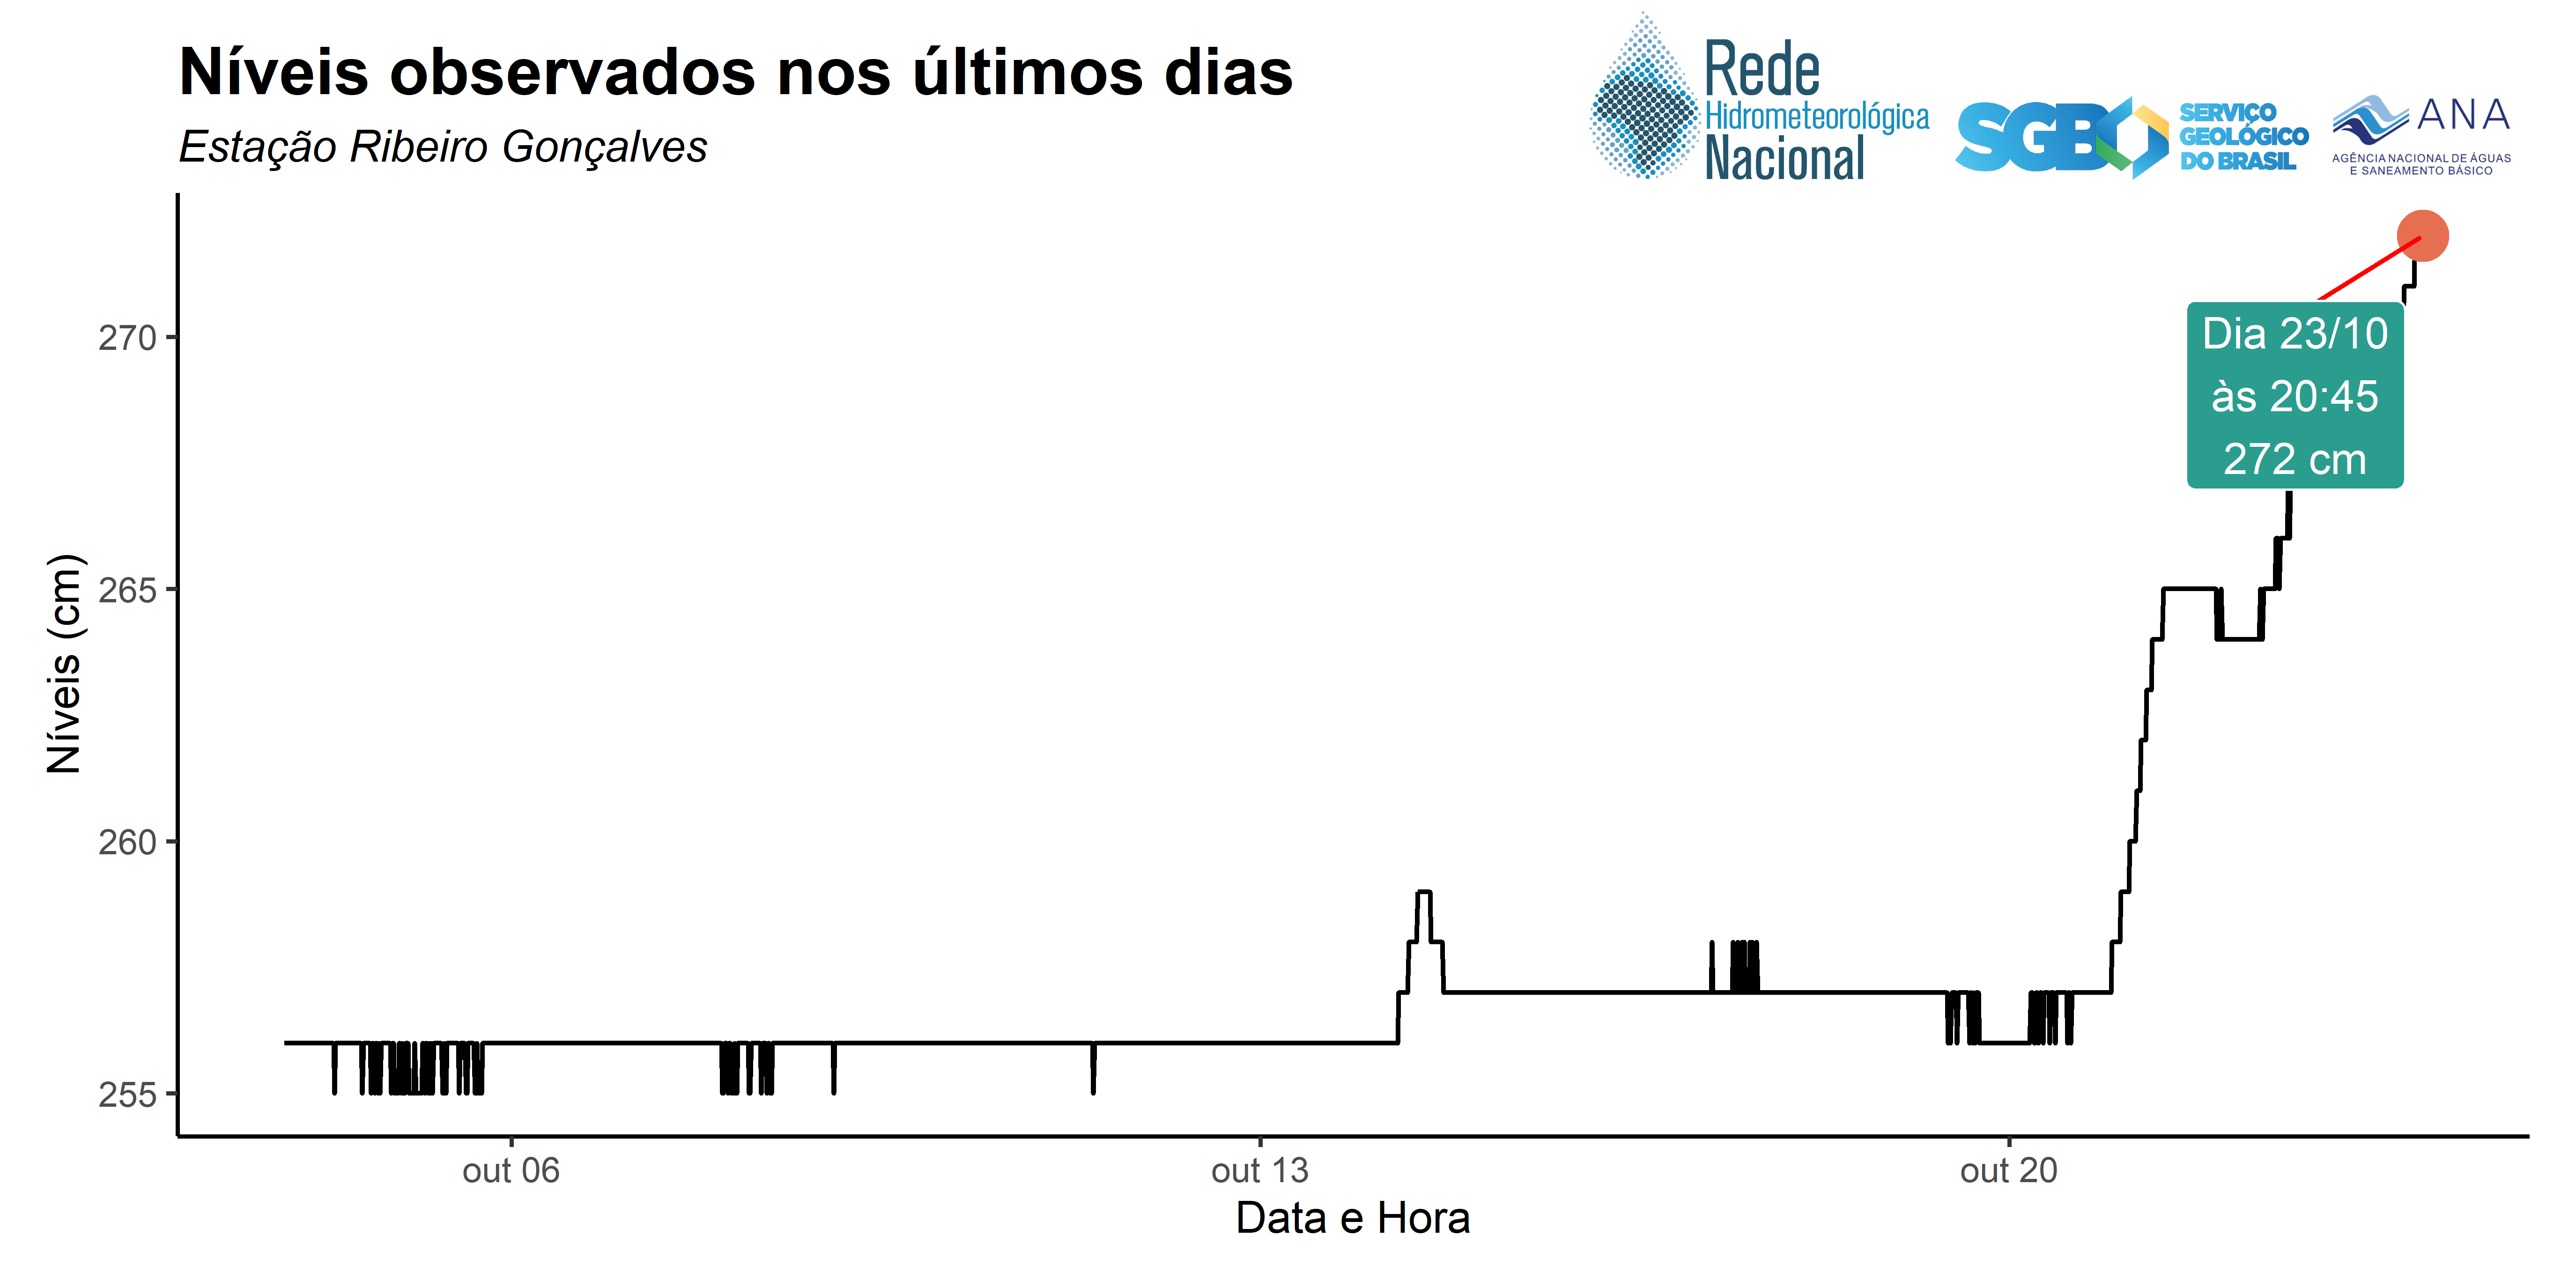 Níveis observados nos últimos dias
Estação Ribeiro Gonçalves
Rede
Hidrometeorológica
Nacional
SGB
SERVIÇO
GEOLÓGICO
DO BRASIL
ANA
AGÊNCIA NACIONAL DE ÁGUAS
E SANEAMENTO BÁSICO
Dia 23/10
às 20:45
272 cm
Níveis (cm)
270
265
260
255
out 06
out 13
out 20
Data e Hora